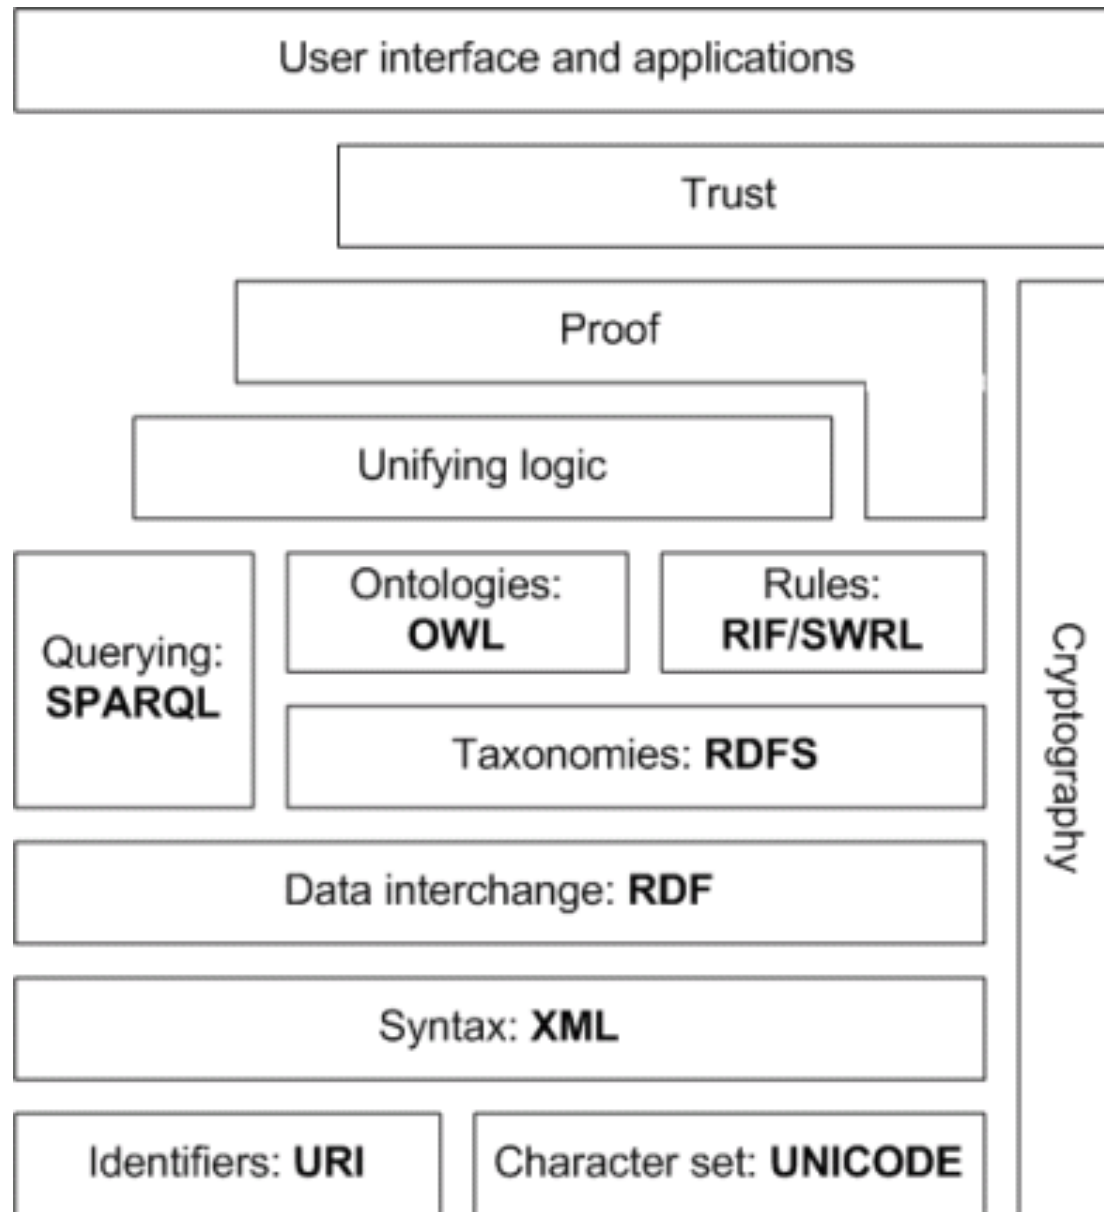 User interface and applications
Trust
Proof
Unifying logic
Ontologies:
OWL
Rules:
RIF/SWRL
Querying:
SPARQL
Taxonomies: RDFS
Cryptography
Data interchange: RDF
Syntax: XML
Identifiers: URI
Character set: UNICODE